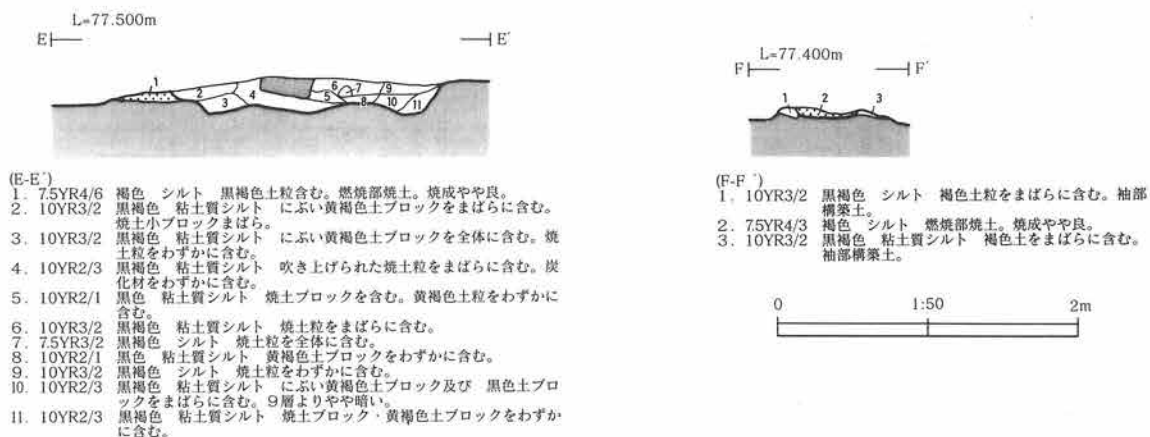 L=77.500m
E E´
1 2 3 4 5 6 7 8 9 10 11
(E-E´)
1. 7.5YR4/6 褐色 シルト 黒褐色土粒含む。燃焼部焼土。焼成やや良。
2. 10YR3/2 黒褐色 粘土質シルト にぶい黄褐色土ブロックをまばらに含む。
焼土小ブロックまばら。
3. 10YR3/2 黒褐色 粘土質シルト にぶい黄褐色土ブロックを全体に含む。焼
土粒をわずかに含む。
4. 10YR2/3 黒褐色 粘土質シルト 吹き上げられた焼土粒をまばらに含む。炭
化材をわずかに含む。
5. 10YR2/1 黒色 粘土質シルト 焼土ブロックを含む。黄褐色土粒をわずかに
含む。
6. 10YR3/2 黒褐色 粘土質シルト 焼土粒をまばらに含む。
7. 7.5YR3/2 黒褐色 シルト 焼土粒を全体に含む。
8. 10YR2/1 黒色 粘土質シルト 黄褐色土ブロックをわずかに含む。
9. 10YR3/2 黒褐色 シルト 焼土粒をわずかに含む。
10. 10YR2/3 黒褐色 粘土質シルト にぶい黄褐色土ブロック及び 黒色土ブロ
ックをまばらに含む。9層よりやや暗い。
11. 10YR2/3 黒褐色 粘土質シルト 焼土ブロック・黄褐色土ブロックをわずか
に含む。
L=77.400m
F F´
1 2 3
(F-F´)
1. 10YR3/2 黒褐色 シルト 褐色土粒をまばらに含む。袖部
構築土。
2. 7.5YR4/3 褐色 シルト 燃焼部焼土。焼成やや良。
3. 10YR3/2 黒褐色 粘土質シルト 褐色土をまばらに含む。
袖部構築土。
0 1:50 2m